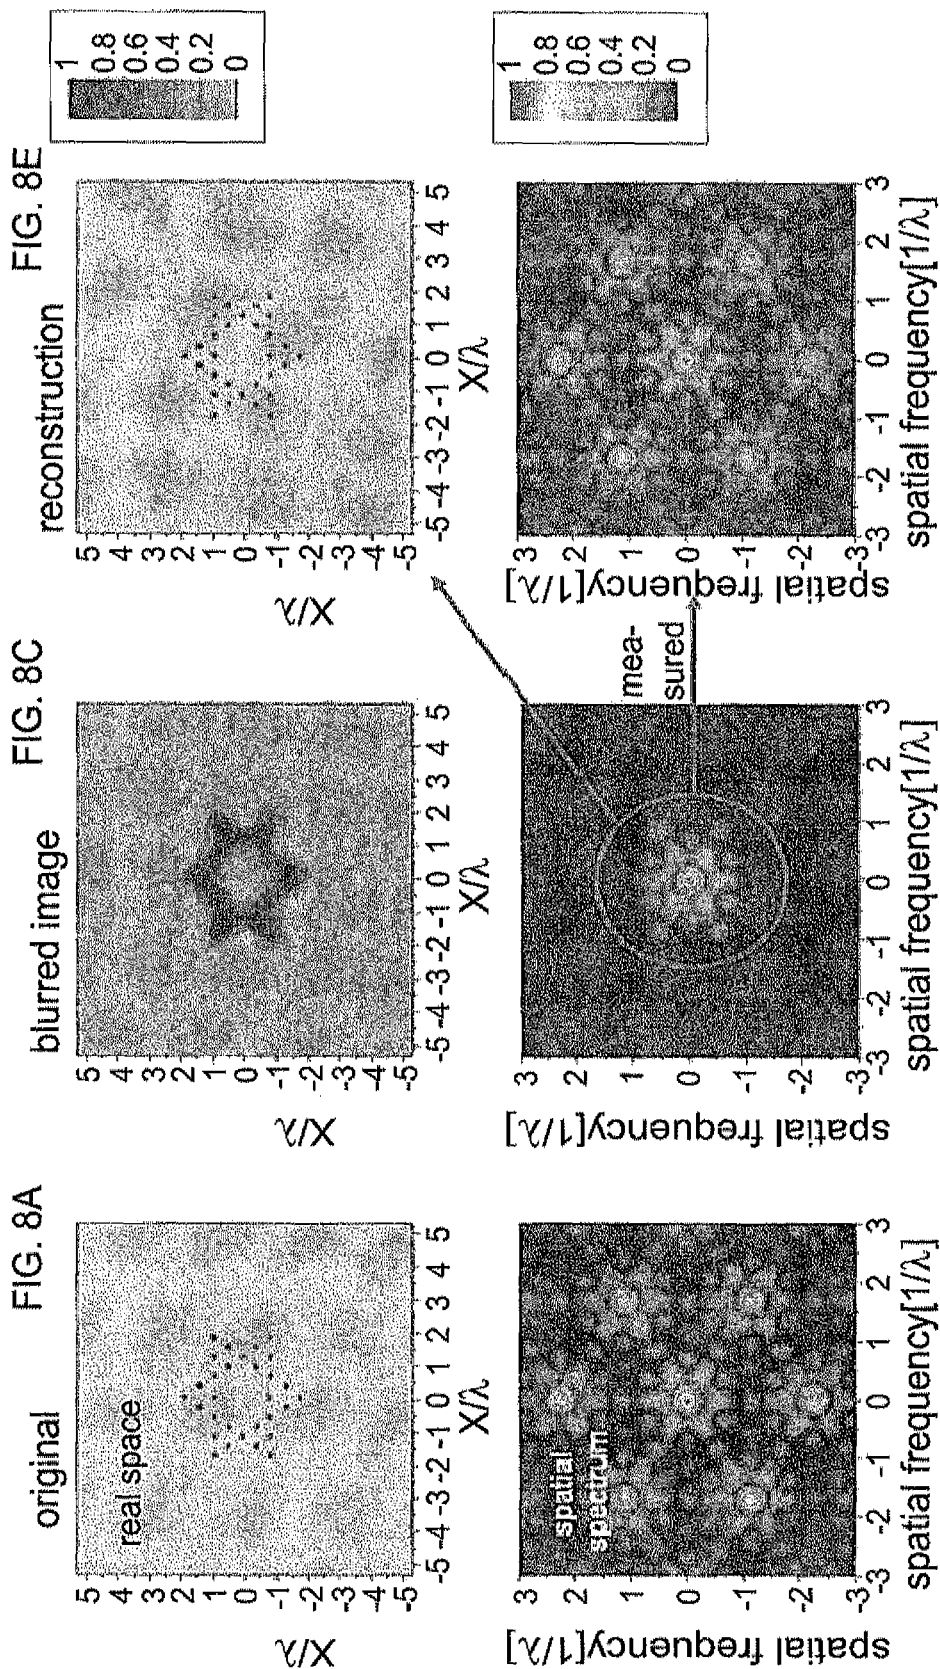 FIG. 8A
FIG. 8C
FIG. 8E
original
blurred image
reconstruction
real space
X/λ
5
4
3
2
1
0
-1
-2
-3
-4
-5
-5 -4 -3 -2 -1 0 1 2 3 4 5
X/λ
X/λ
5
4
3
2
1
0
-1
-2
-3
-4
-5
-5 -4 -3 -2 -1 0 1 2 3 4 5
X/λ
X/λ
5
4
3
2
1
0
-1
-2
-3
-4
-5
-5 -4 -3 -2 -1 0 1 2 3 4 5
X/λ
1
0.8
0.6
0.4
0.2
0
spatial
spectrum
spatial frequency[1/λ]
3
2
1
0
-1
-2
-3
-3 -2 -1 0 1 2 3
spatial frequency[1/λ]
spatial frequency[1/λ]
3
2
1
0
-1
-2
-3
-3 -2 -1 0 1 2 3
spatial frequency[1/λ]
mea-
sured
spatial frequency[1/λ]
3
2
1
0
-1
-2
-3
-3 -2 -1 0 1 2 3
spatial frequency[1/λ]
1
0.8
0.6
0.4
0.2
0